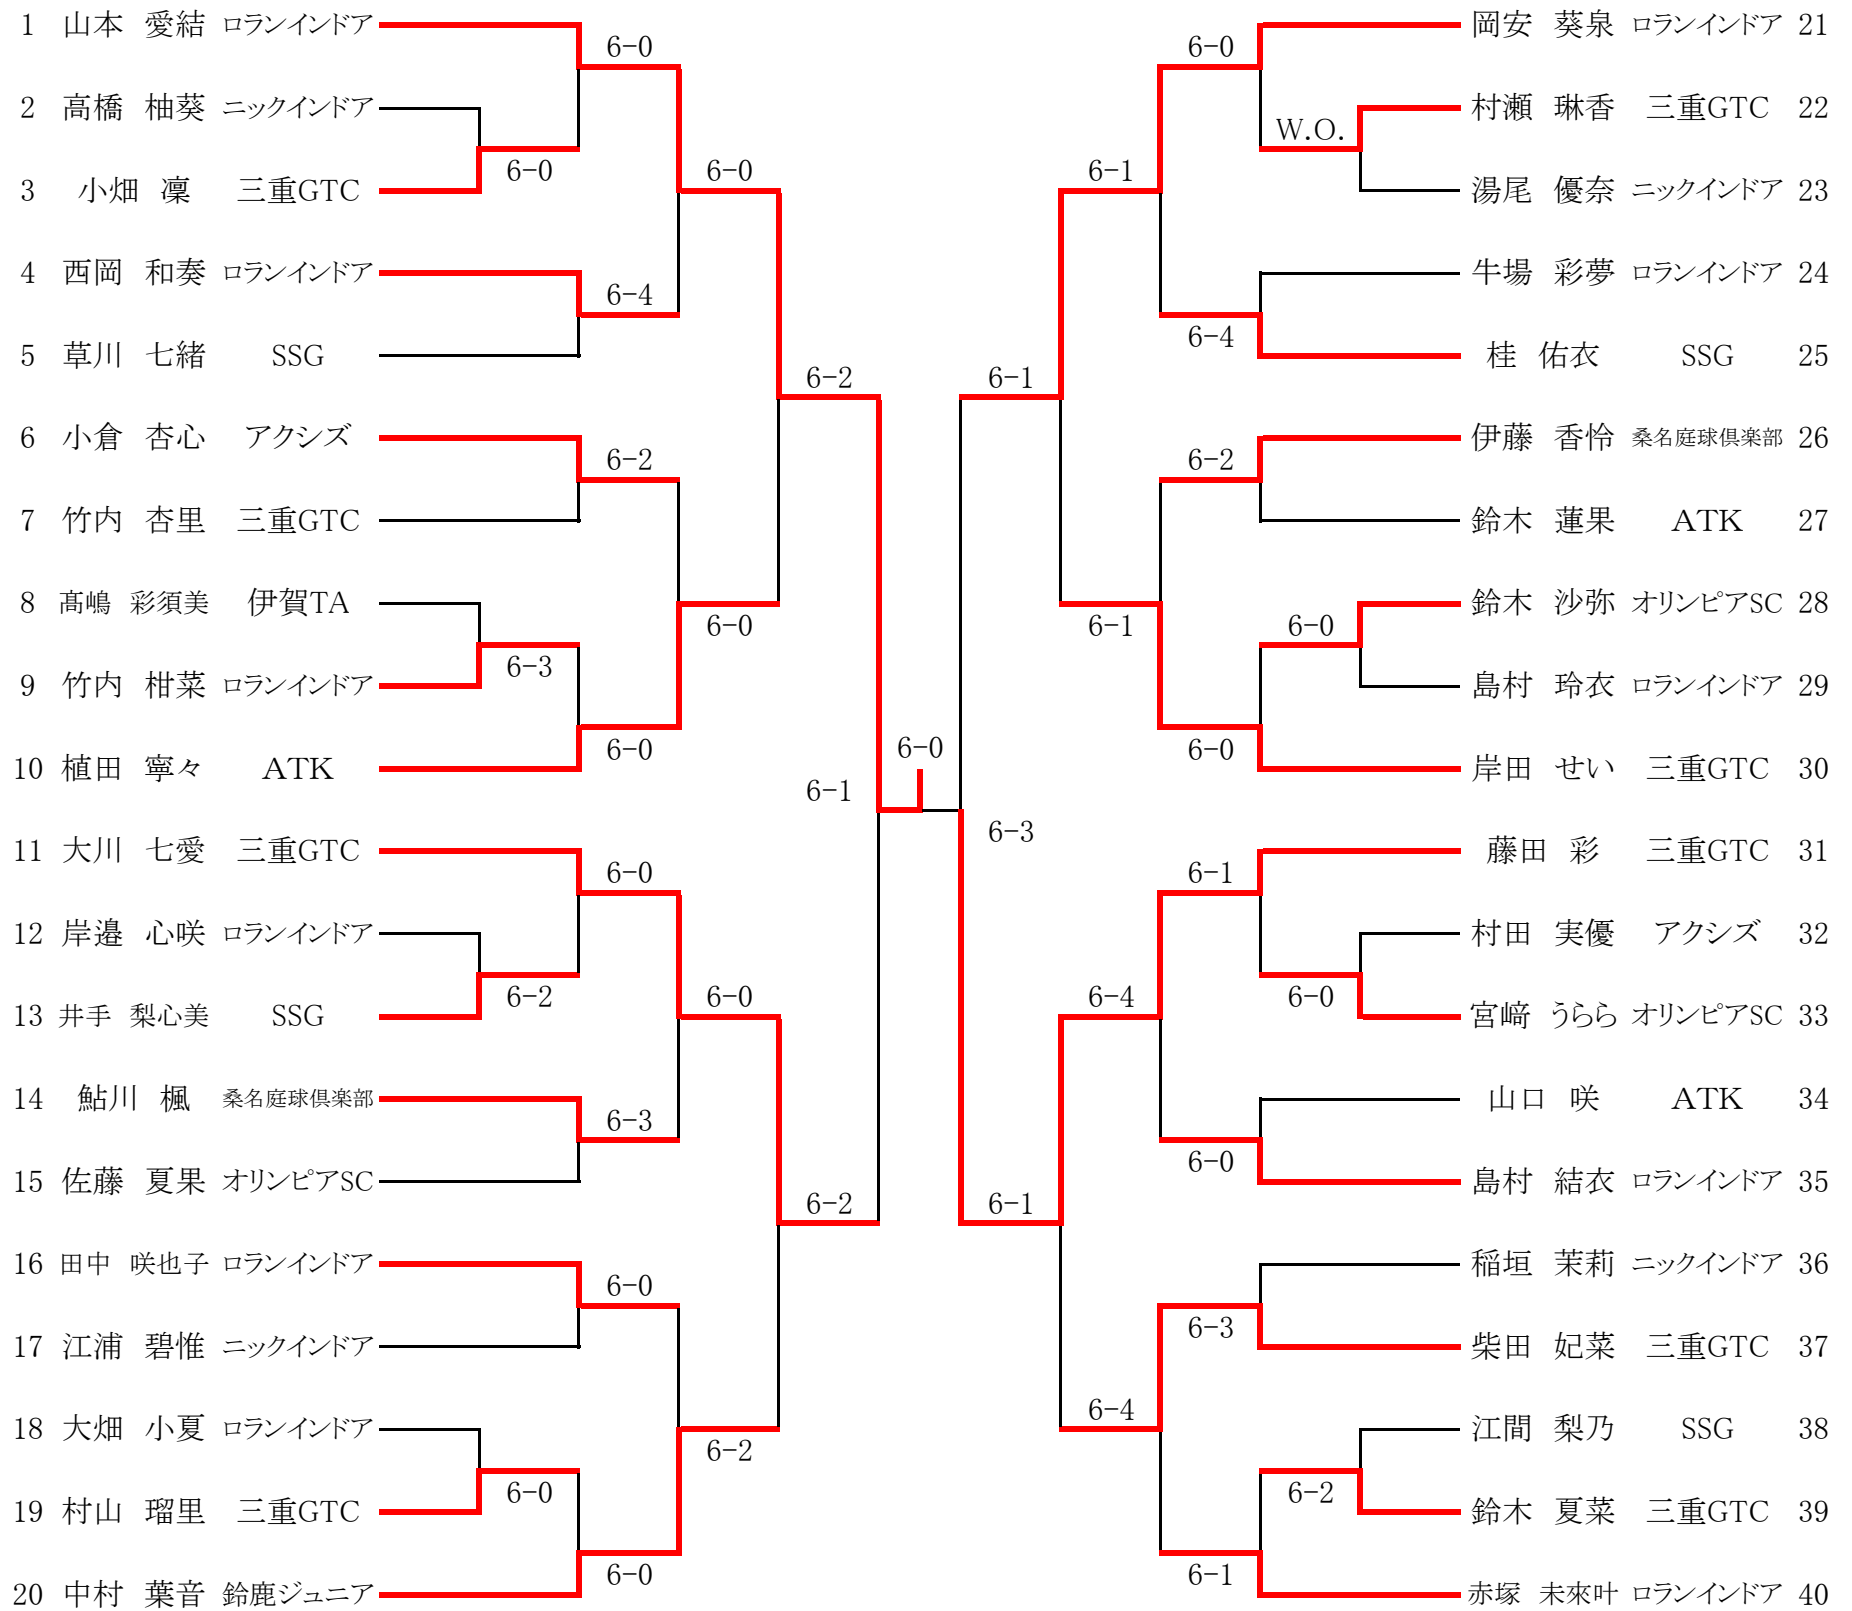 1 山本 愛結 ロランインドア 6-0 6-0 岡安 葵泉 ロランインドア 21
2 高橋 柚葵 ニックインドア 村瀬 琳香 三重GTC 22
W.O.
6-0 6-0 6-1
3 小畑 凜 三重GTC 湯尾 優奈 ニックインドア 23
4 西岡 和奏 ロランインドア 牛場 彩夢 ロランインドア 24
6-4 6-4
5 草川 七緒 SSG 桂 佑衣 SSG 25
6-2 6-1
6 小倉 杏心 アクシズ 伊藤 香怜 桑名庭球倶楽部 26
6-2 6-2
7 竹内 杏里 三重GTC 鈴木 蓮果 ATK 27
8 髙嶋 彩須美 伊賀TA 鈴木 沙弥 オリンピアSC 28
6-0 6-1 6-0
6-3
9 竹内 柑菜 ロランインドア 島村 玲衣 ロランインドア 29
6-0 6-0 6-0
10 植田 寧々 ATK 岸田 せい 三重GTC 30
6-1
6-3
11 大川 七愛 三重GTC 藤田 彩 三重GTC 31
6-0 6-1
12 岸邉 心咲 ロランインドア 村田 実優 アクシズ 32
6-2 6-0 6-4 6-0
13 井手 梨心美 SSG 宮﨑 うらら オリンピアSC 33
14 鮎川 楓 桑名庭球倶楽部 山口 咲 ATK 34
6-3 6-0
15 佐藤 夏果 オリンピアSC 島村 結衣 ロランインドア 35
6-2 6-1
16 田中 咲也子 ロランインドア 稲垣 茉莉 ニックインドア 36
6-0 6-3
17 江浦 碧惟 ニックインドア 柴田 妃菜 三重GTC 37
6-4
18 大畑 小夏 ロランインドア 江間 梨乃 SSG 38
6-2
6-0 6-2
19 村山 瑠里 三重GTC 鈴木 夏菜 三重GTC 39
6-0 6-1
20 中村 葉音 鈴鹿ジュニア 赤塚 未來叶 ロランインドア 40